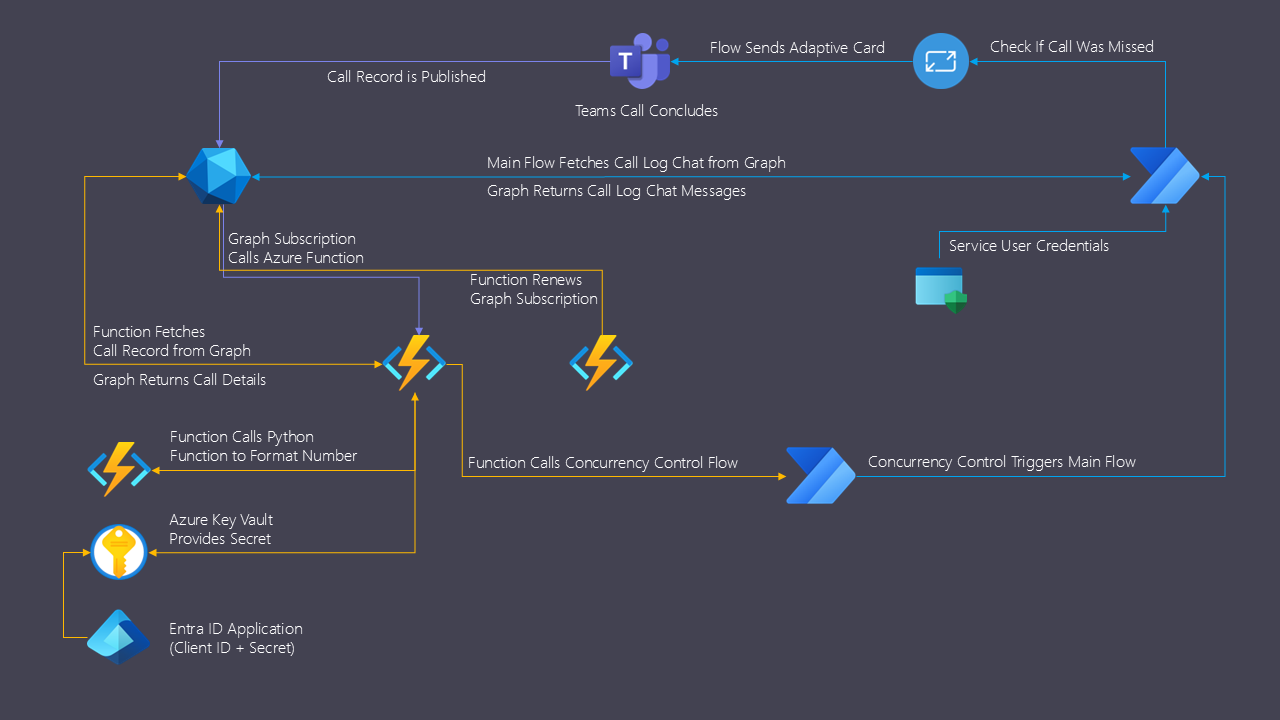 Flow Sends Adaptive Card
Check If Call Was Missed
Call Record is Published
T
Teams Call Concludes
Main Flow Fetches Call Log Chat from Graph
Graph Returns Call Log Chat Messages
Graph Subscription
Calls Azure Function
Service User Credentials
Function Renews
Graph Subscription
Function Fetches
Call Record from Graph
Graph Returns Call Details
Function Calls Python
Function to Format Number
Function Calls Concurrency Control Flow
Concurrency Control Triggers Main Flow
Azure Key Vault
Provides Secret
Entra ID Application
(Client ID + Secret)